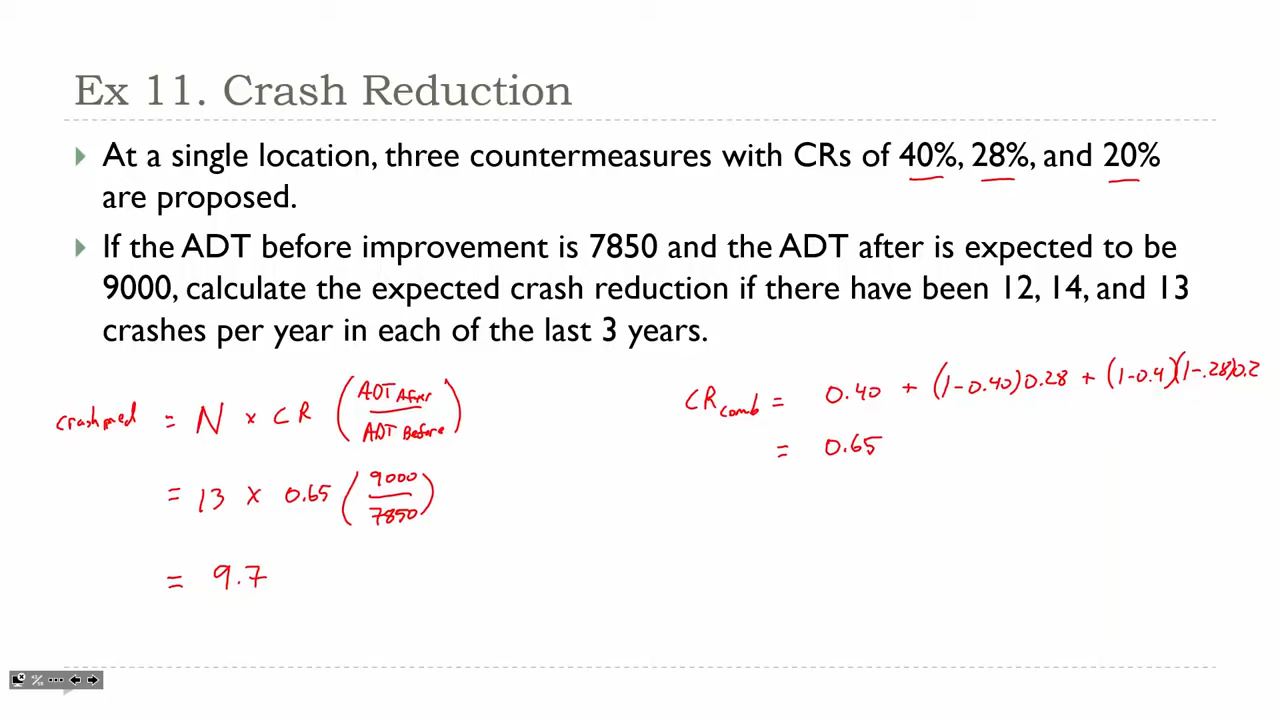 Ex 11. Crash Reduction
At a single location, three countermeasures with CRs of 40%, 28%, and 20%
are proposed.
If the ADT before improvement is 7850 and the ADT after is expected to be
9000, calculate the expected crash reduction if there have been 12, 14, and 13
crashes per year in each of the last 3 years.
crash pred = N × CR (ADT After / ADT Before)
= 13 × 0.65 (9000 / 7850)
= 9.7
CR comb = 0.40 + (1-0.40)0.28 + (1-0.4)(1-.28)0.2
= 0.65